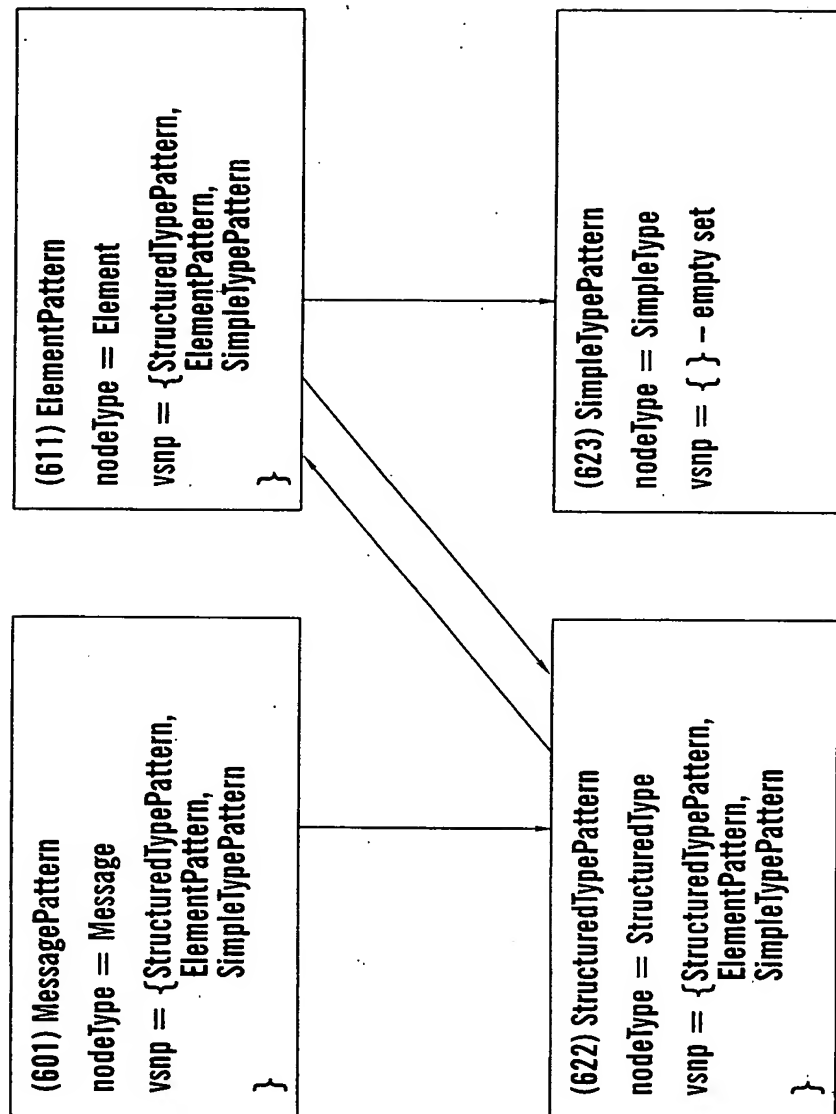 (601) MessagePattern
nodeType = Message
vsnp = {StructuredTypePattern,
ElementPattern,
SimpleTypePattern
}
(611) ElementPattern
nodeType = Element
vsnp = {StructuredTypePattern,
ElementPattern,
SimpleTypePattern
}
(622) StructuredTypePattern
nodeType = StructuredType
vsnp = {StructuredTypePattern,
ElementPattern,
SimpleTypePattern
}
(623) SimpleTypePattern
nodeType = SimpleType
vsnp = { } – empty set